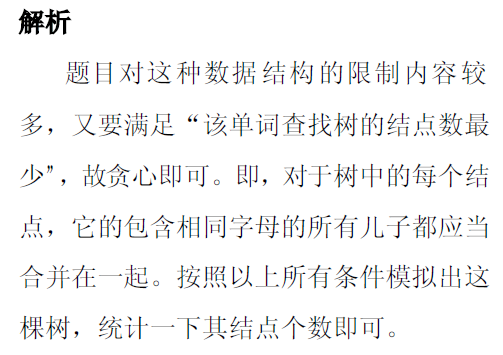 解析
题目对这种数据结构的限制内容较
多，又要满足“该单词查找树的结点数最
少”，故贪心即可。即，对于树中的每个结
点，它的包含相同字母的所有儿子都应当
合并在一起。按照以上所有条件模拟出这
棵树，统计一下其结点个数即可。